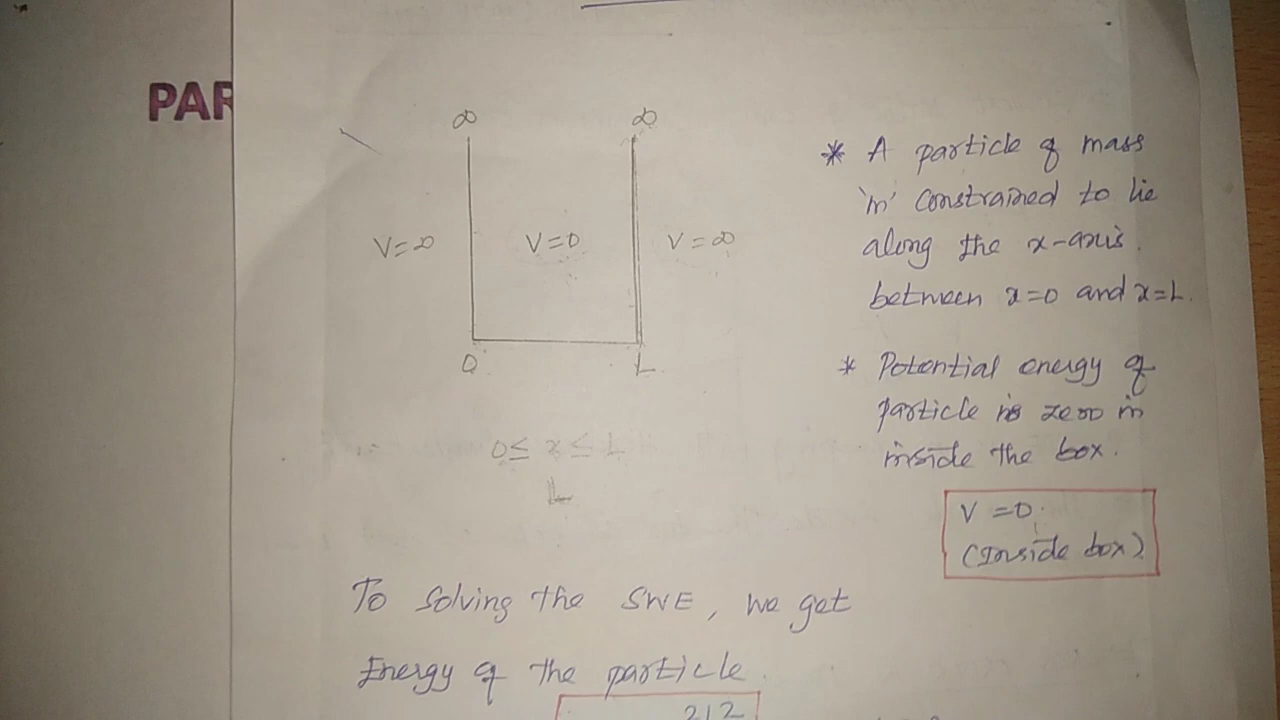 PAR
∞ ∞
V=∞ V=0 V=∞
0 L
0≤ x ≤ L
L
* A particle of mass
'm' constrained to lie
along the x-axis.
between x=0 and x=L.
* Potential energy of
particle is zero in
inside the box.
V=0.
(Inside box)
To solving the SWE, we get
Energy of the particle.